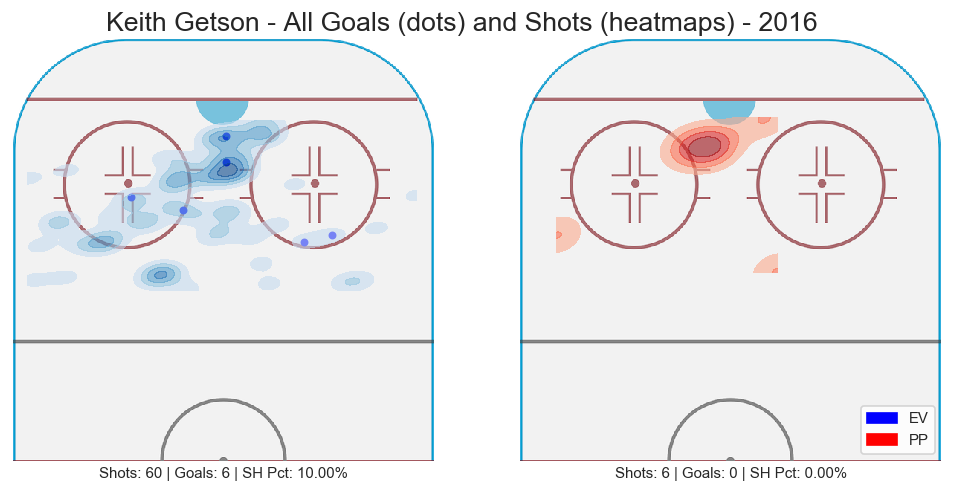 Keith Getson - All Goals (dots) and Shots (heatmaps) - 2016
EV
PP
Shots: 60 | Goals: 6 | SH Pct: 10.00%
Shots: 6 | Goals: 0 | SH Pct: 0.00%